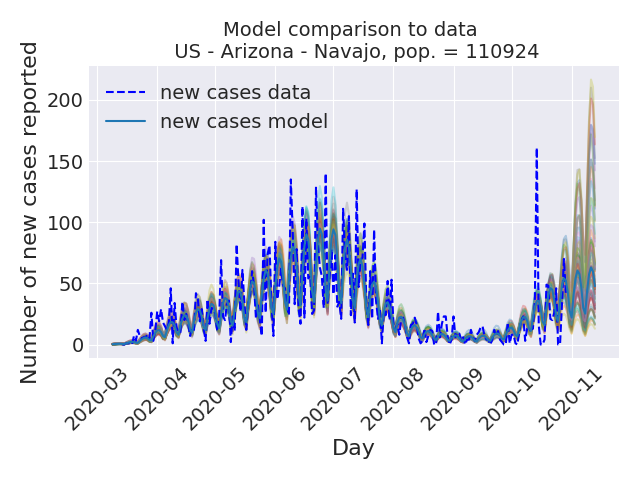 Model comparison to data
US - Arizona - Navajo, pop. = 110924
Number of new cases reported
200
150
100
50
0
new cases data
new cases model
2020-03
2020-04
2020-05
2020-06
2020-07
2020-08
2020-09
2020-10
2020-11
Day